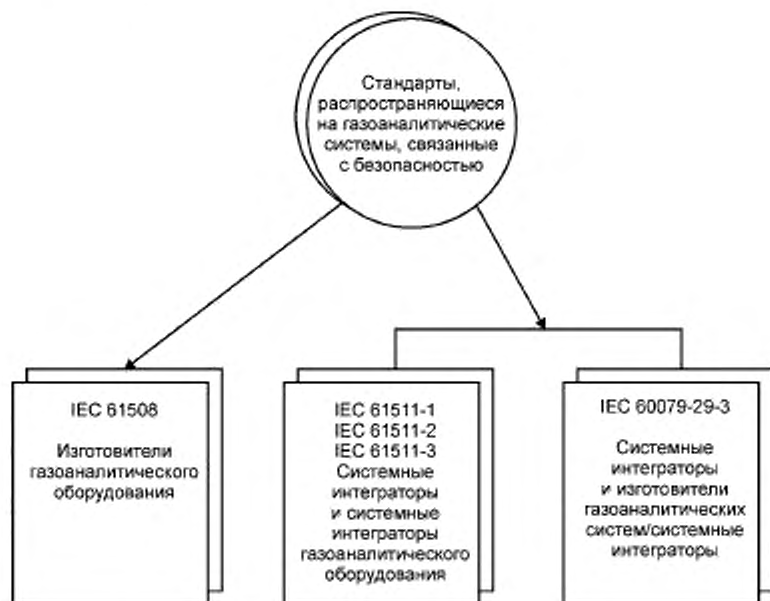 Стандарты,
распространяющиеся
на газоаналитические
системы, связанные
с безопасностью
IEC 61508
Изготовители
газоаналитического
оборудования
IEC 61511-1
IEC 61511-2
IEC 61511-3
Системные
интеграторы
и системные
интеграторы
газоаналитического
оборудования
IEC 60079-29-3
Системные
интеграторы
и изготовители
газоаналитических
систем/системные
интеграторы